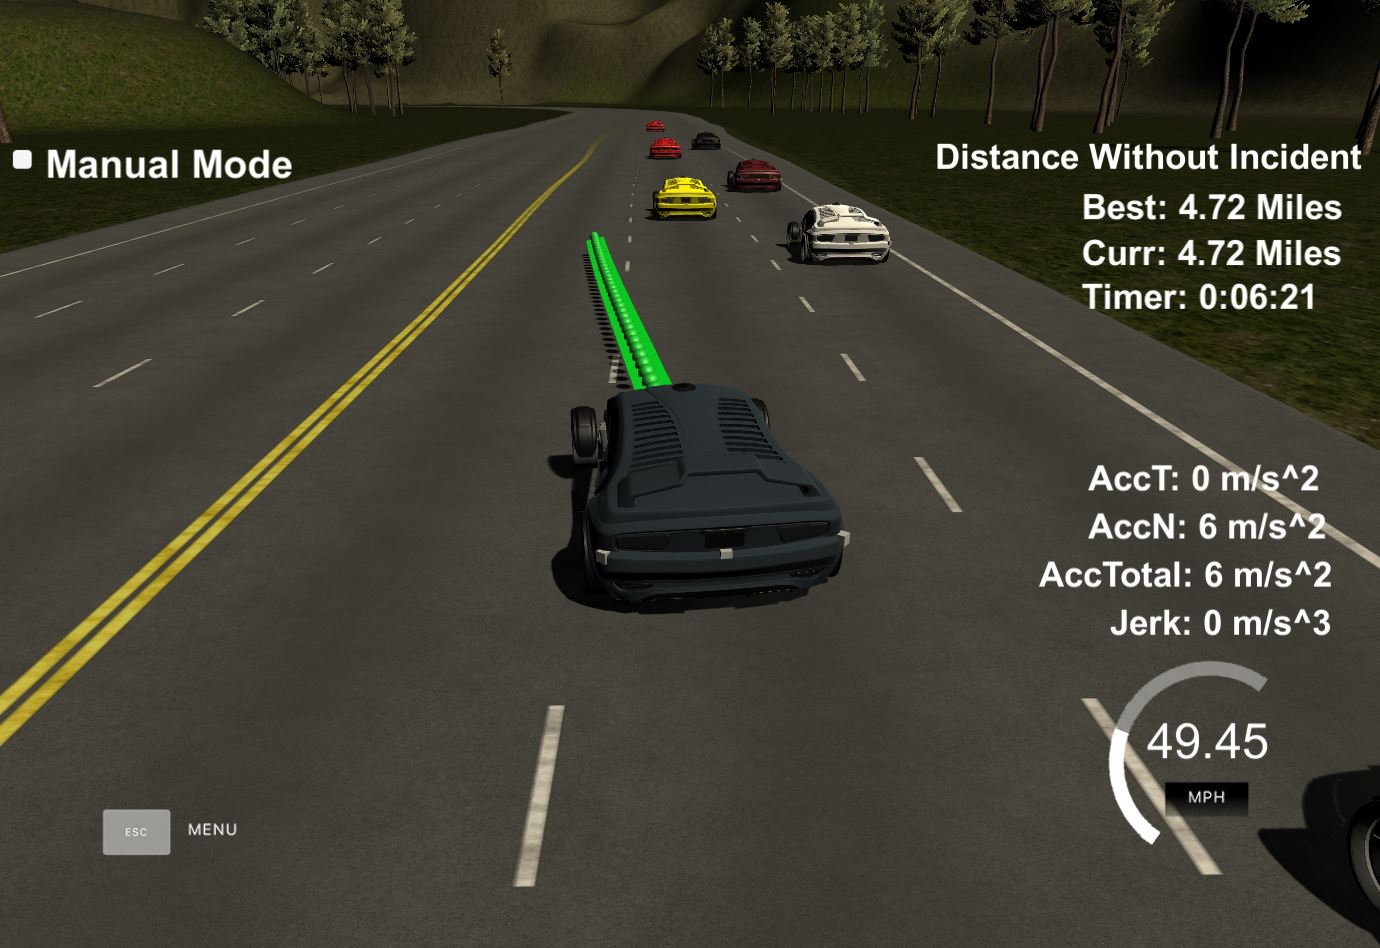 Manual Mode
Distance Without Incident
Best: 4.72 Miles
Curr: 4.72 Miles
Timer: 0:06:21
AccT: 0 m/s^2
AccN: 6 m/s^2
AccTotal: 6 m/s^2
Jerk: 0 m/s^3
49.45
MPH
ESC MENU